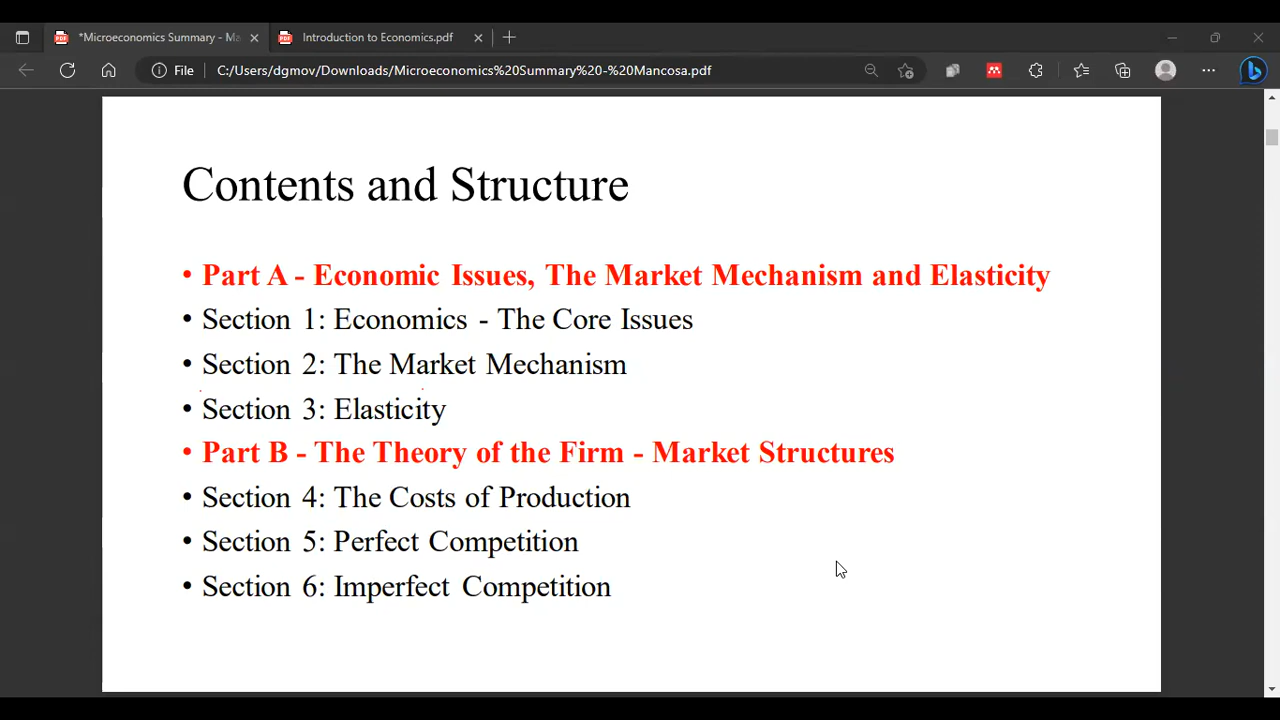 *Microeconomics Summary - Ma
Introduction to Economics.pdf
File
C:/Users/dgmov/Downloads/Microeconomics%20Summary%20-%20Mancosa.pdf
Contents and Structure
• Part A - Economic Issues, The Market Mechanism and Elasticity
• Section 1: Economics - The Core Issues
• Section 2: The Market Mechanism
• Section 3: Elasticity
• Part B - The Theory of the Firm - Market Structures
• Section 4: The Costs of Production
• Section 5: Perfect Competition
• Section 6: Imperfect Competition